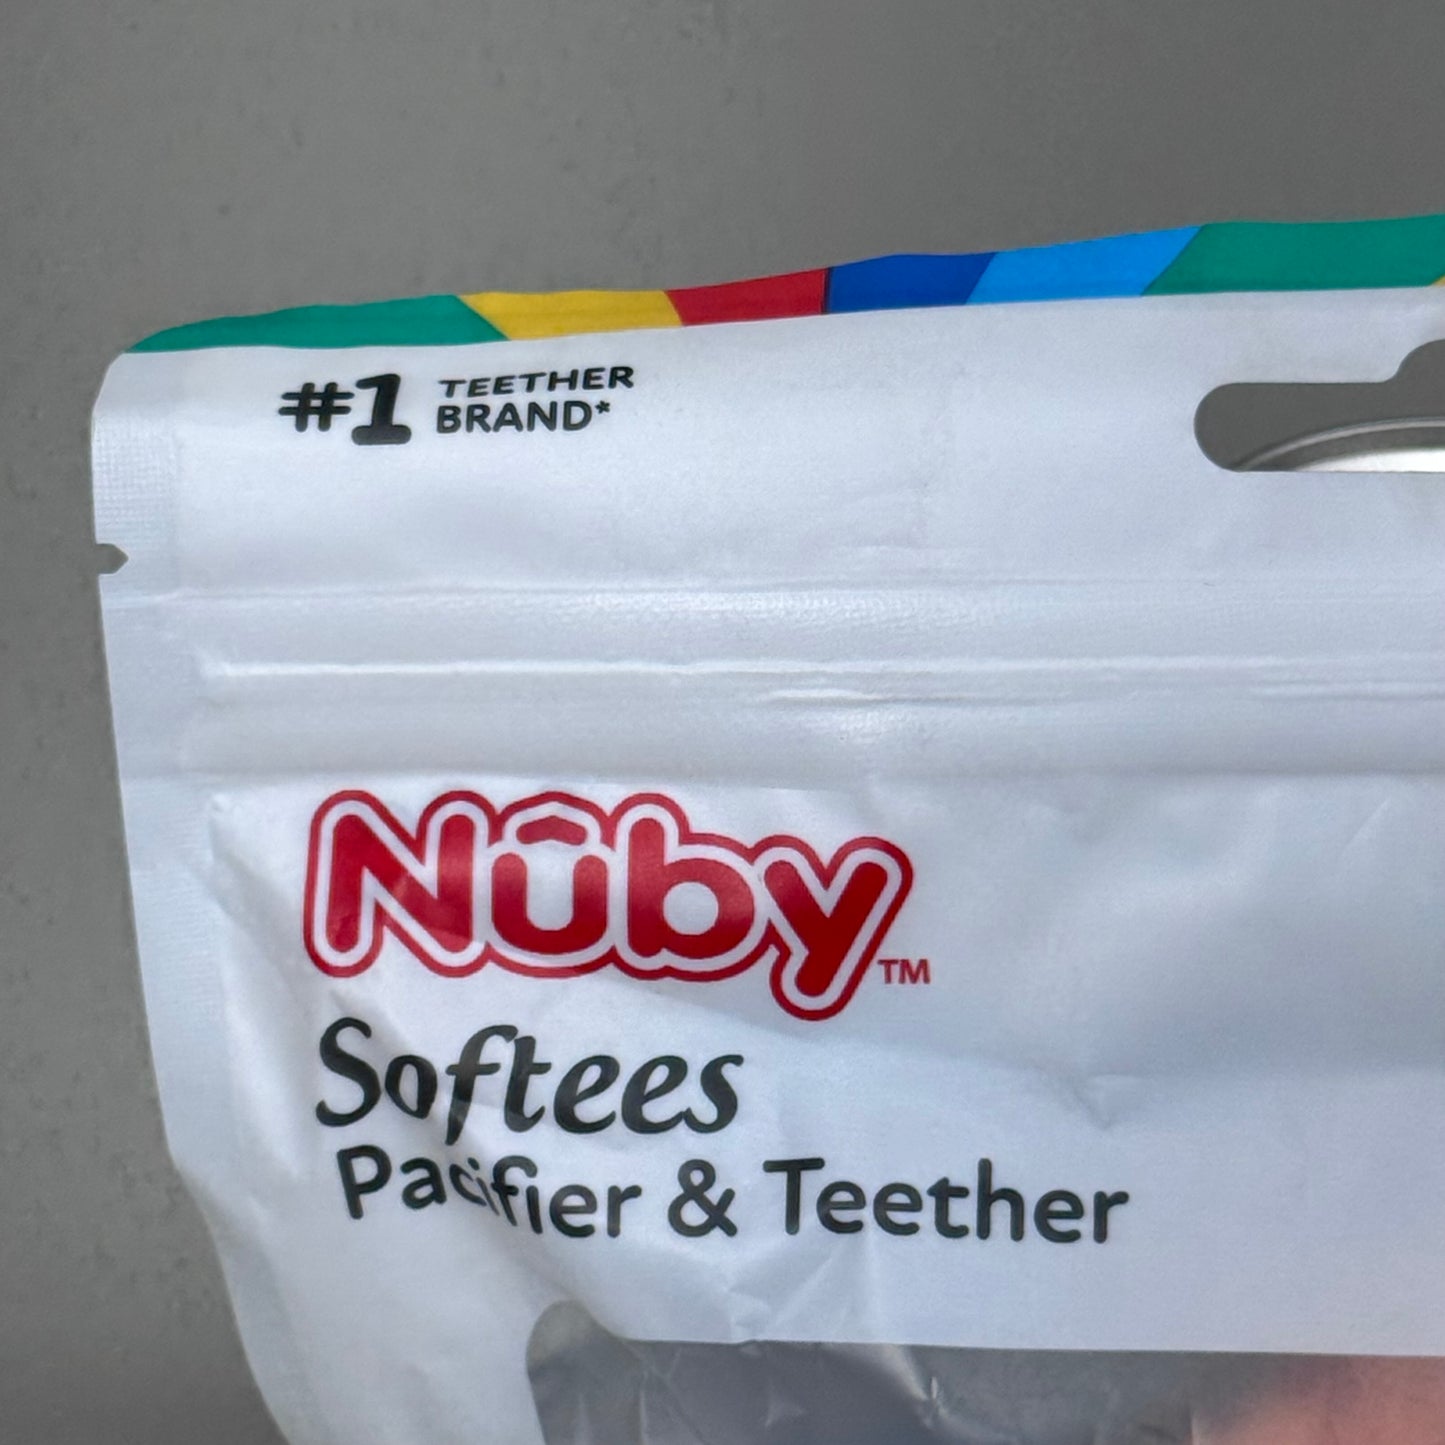 #1 TEETHER
BRAND*
Nûby™
Softees
Pacifier & Teether